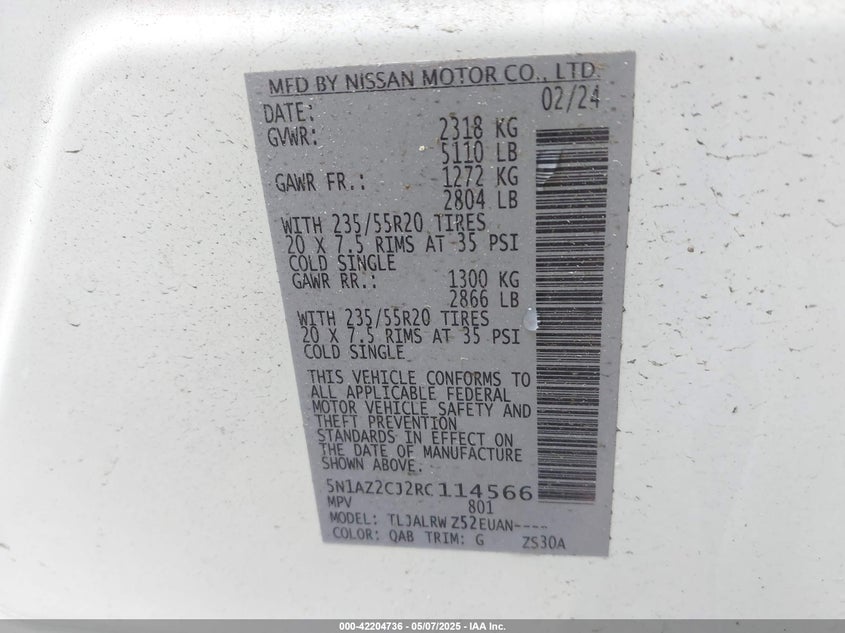 MFD BY NISSAN MOTOR CO., LTD.
DATE: 02/24
GVWR: 2318 KG
5110 LB
GAWR FR.: 1272 KG
2804 LB
WITH 235/55R20 TIRES
20 X 7.5 RIMS AT 35 PSI
COLD SINGLE
GAWR RR.: 1300 KG
2866 LB
WITH 235/55R20 TIRES
20 X 7.5 RIMS AT 35 PSI
COLD SINGLE
THIS VEHICLE CONFORMS TO
ALL APPLICABLE FEDERAL
MOTOR VEHICLE SAFETY AND
THEFT PREVENTION
STANDARDS IN EFFECT ON
THE DATE OF MANUFACTURE
SHOWN ABOVE.
5N1AZ2CJ2RC114566
MPV 801
MODEL: TLJALRW Z52EUAN----
COLOR: QAB TRIM: G ZS30A
000-42204736 - 05/07/2025 - IAA Inc.